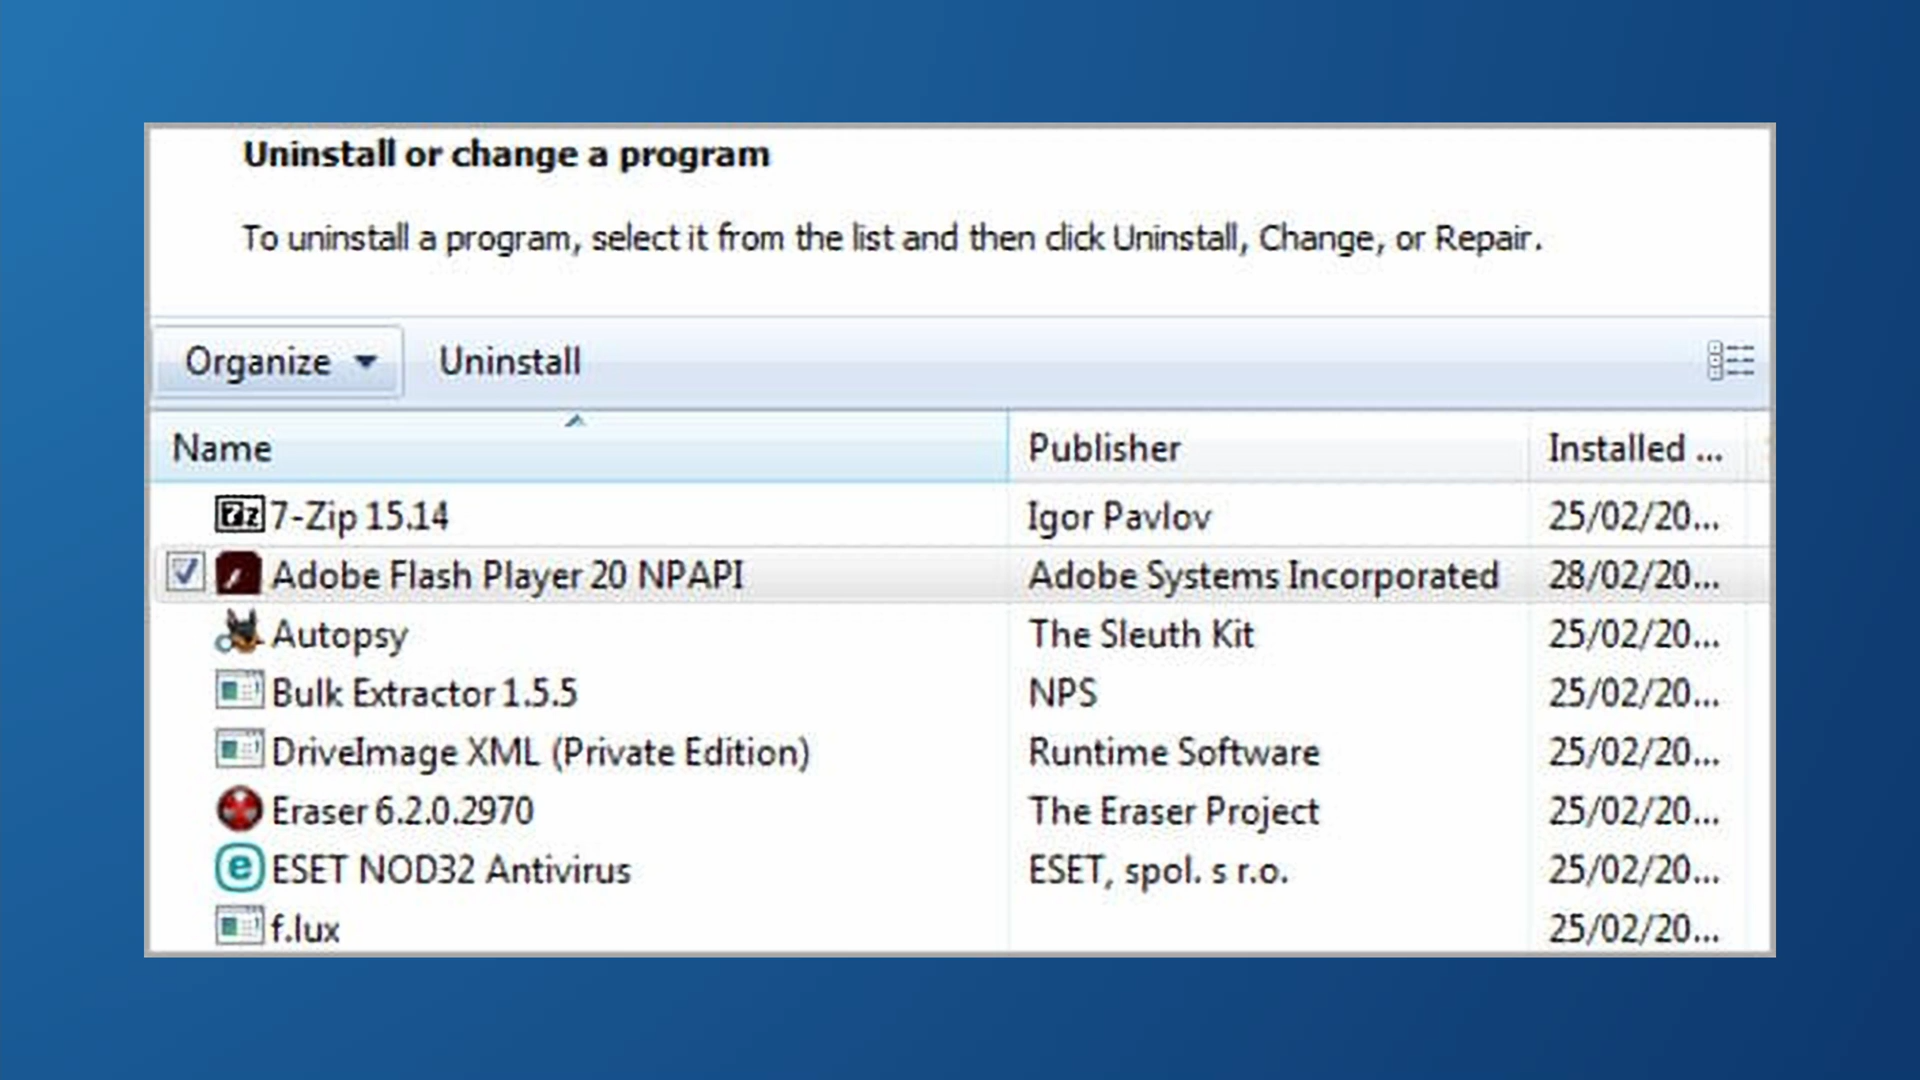 Uninstall or change a program
To uninstall a program, select it from the list and then click Uninstall, Change, or Repair.
Organize Uninstall
Name Publisher Installed ...
7-Zip 15.14 Igor Pavlov 25/02/20...
Adobe Flash Player 20 NPAPI Adobe Systems Incorporated 28/02/20...
Autopsy The Sleuth Kit 25/02/20...
Bulk Extractor 1.5.5 NPS 25/02/20...
DriveImage XML (Private Edition) Runtime Software 25/02/20...
Eraser 6.2.0.2970 The Eraser Project 25/02/20...
ESET NOD32 Antivirus ESET, spol. s r.o. 25/02/20...
f.lux 25/02/20...